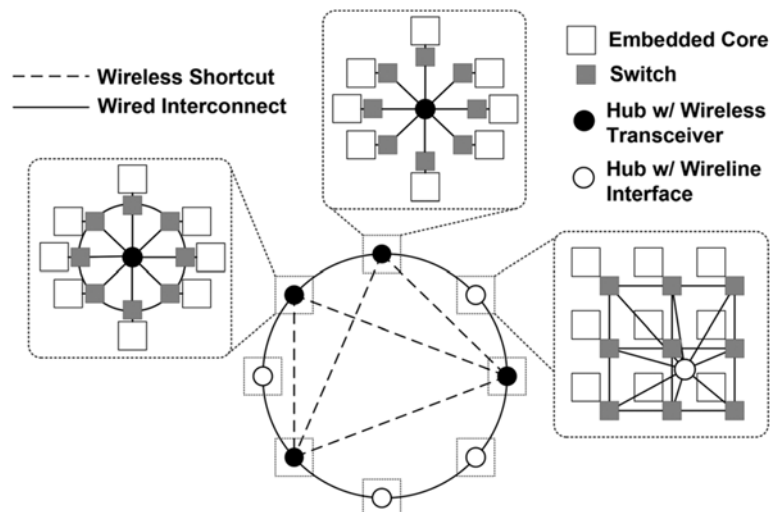 Wireless Shortcut
Wired Interconnect
Embedded Core
Switch
Hub w/ Wireless
Transceiver
Hub w/ Wireline
Interface